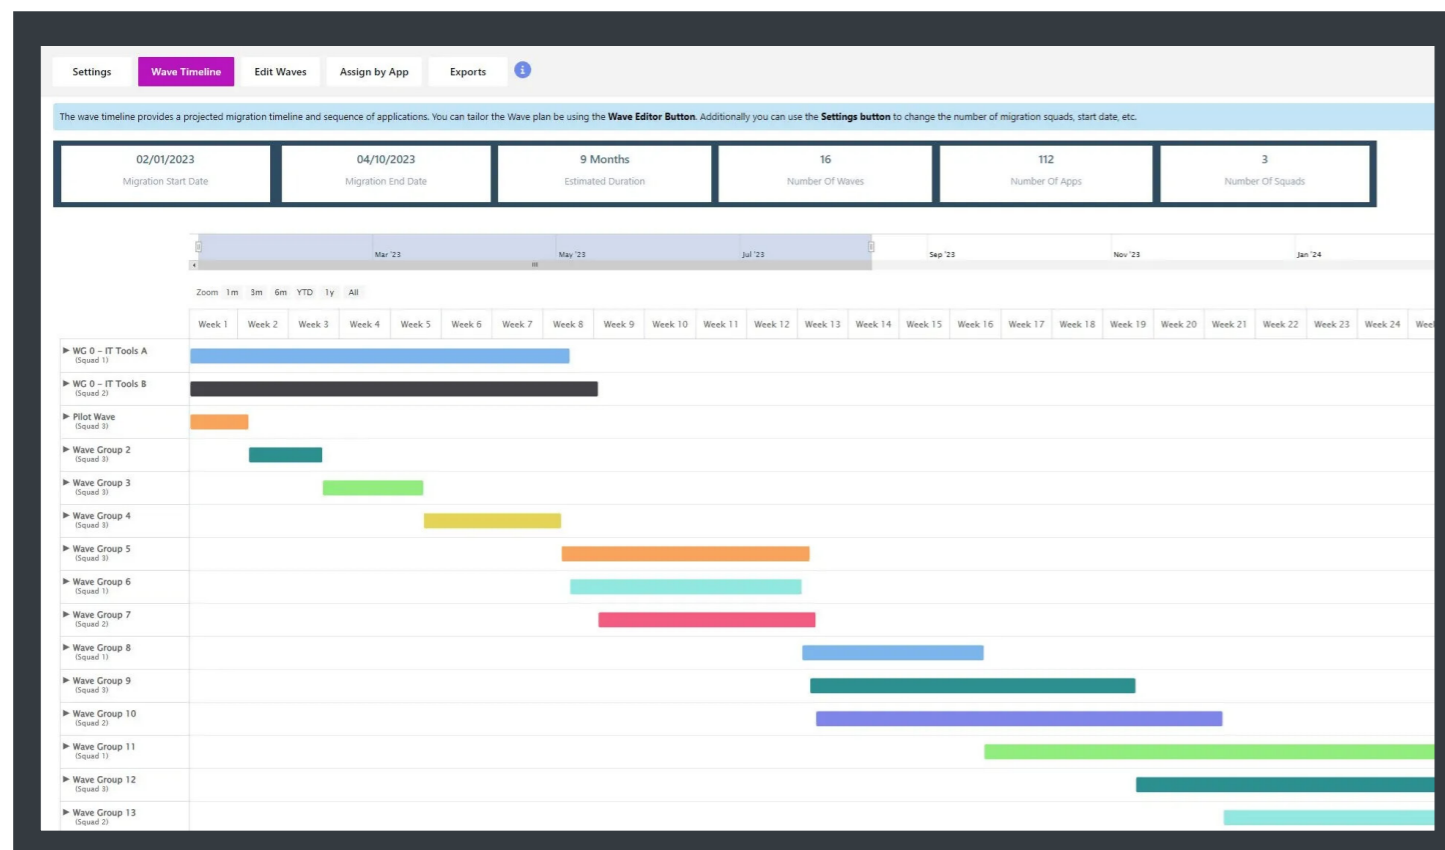 Settings Wave Timeline Edit Waves Assign by App Exports i
The wave timeline provides a projected migration timeline and sequence of applications. You can tailor the Wave plan be using the Wave Editor Button. Additionally you can use the Settings button to change the number of migration squads, start date, etc.
02/01/2023 04/10/2023 9 Months 16 112 3
Migration Start Date Migration End Date Estimated Duration Number Of Waves Number Of Apps Number Of Squads
Mar '23 May '23 Jul '23 Sep '23 Nov '23 Jan '24
Zoom 1m 3m 6m YTD 1y All
Week 1 Week 2 Week 3 Week 4 Week 5 Week 6 Week 7 Week 8 Week 9 Week 10 Week 11 Week 12 Week 13 Week 14 Week 15 Week 16 Week 17 Week 18 Week 19 Week 20 Week 21 Week 22 Week 23 Week 24
WG 0 – IT Tools A
(Squad 1)
WG 0 – IT Tools B
(Squad 2)
Pilot Wave
(Squad 3)
Wave Group 2
(Squad 3)
Wave Group 3
(Squad 3)
Wave Group 4
(Squad 3)
Wave Group 5
(Squad 3)
Wave Group 6
(Squad 1)
Wave Group 7
(Squad 2)
Wave Group 8
(Squad 1)
Wave Group 9
(Squad 3)
Wave Group 10
(Squad 2)
Wave Group 11
(Squad 1)
Wave Group 12
(Squad 3)
Wave Group 13
(Squad 2)